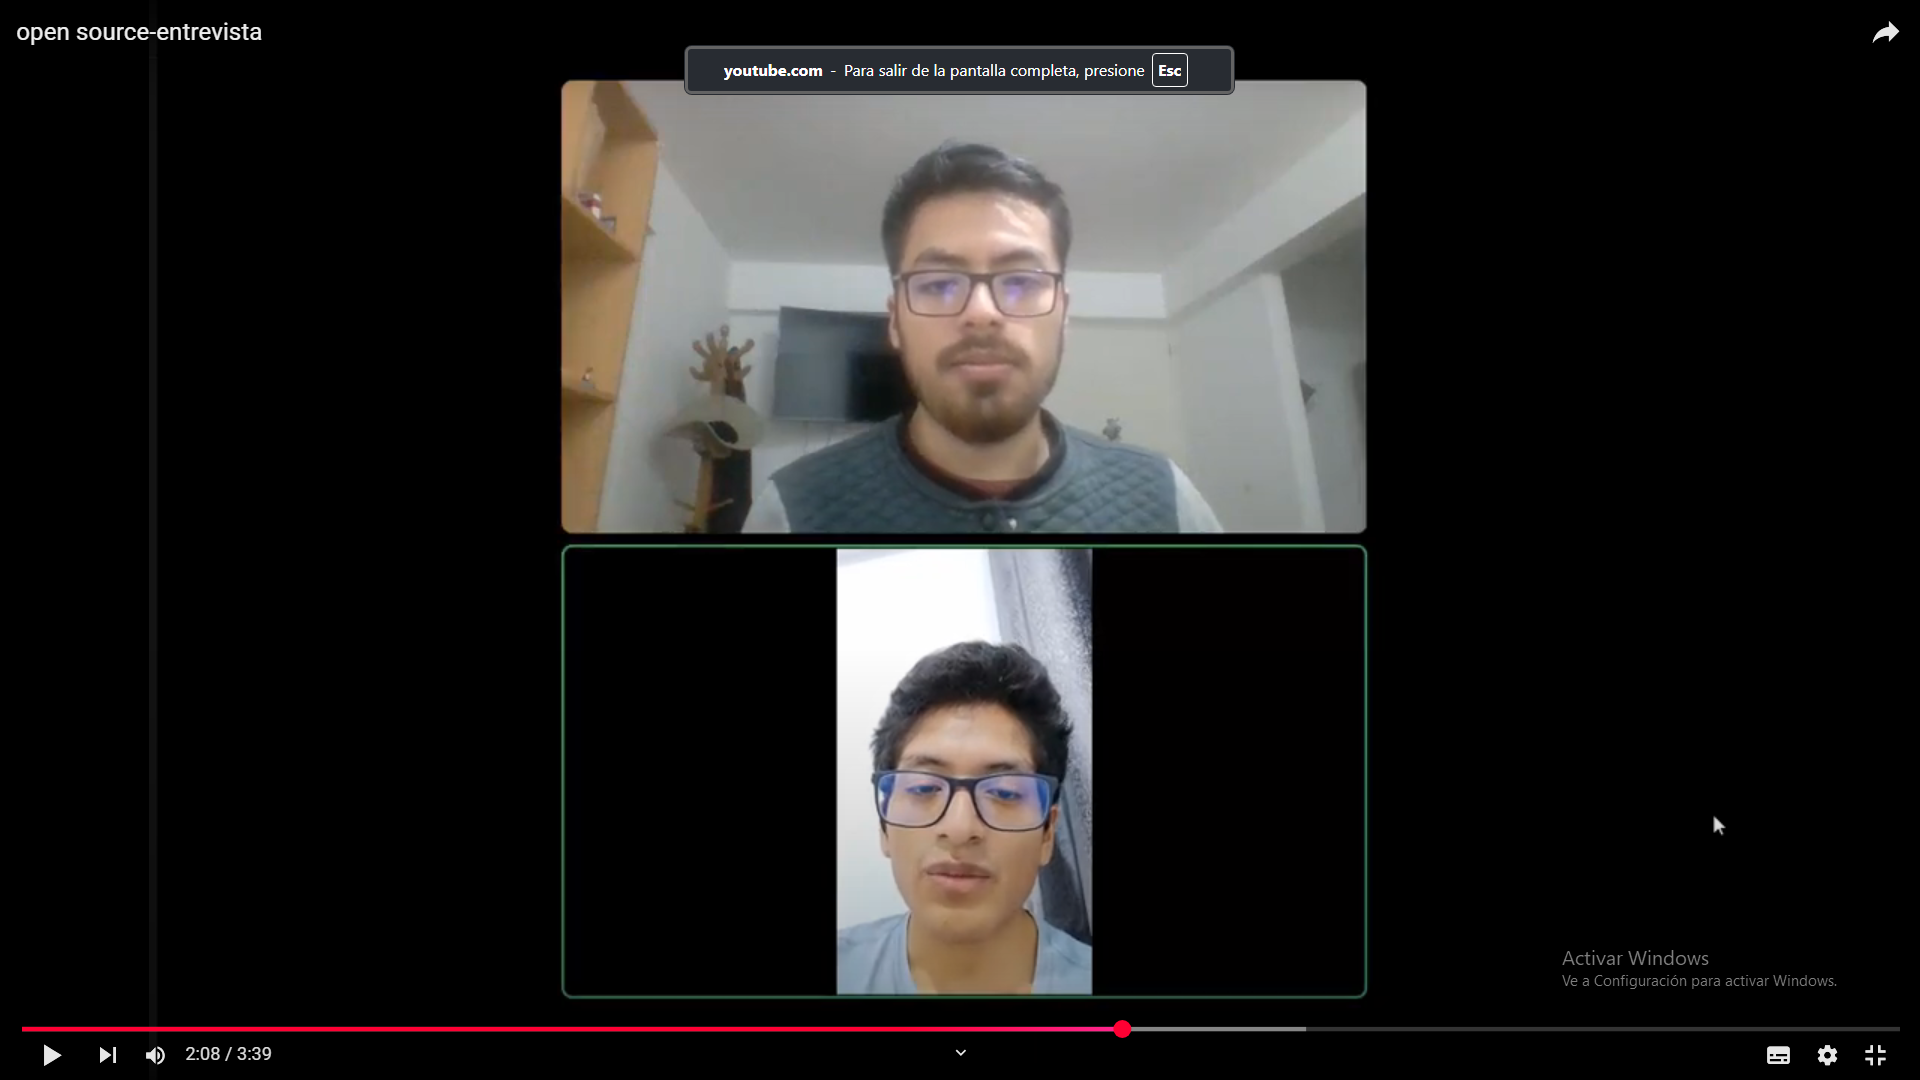 open source-entrevista
youtube.com - Para salir de la pantalla completa, presione Esc
Activar Windows
Ve a Configuración para activar Windows.
2:08 / 3:39